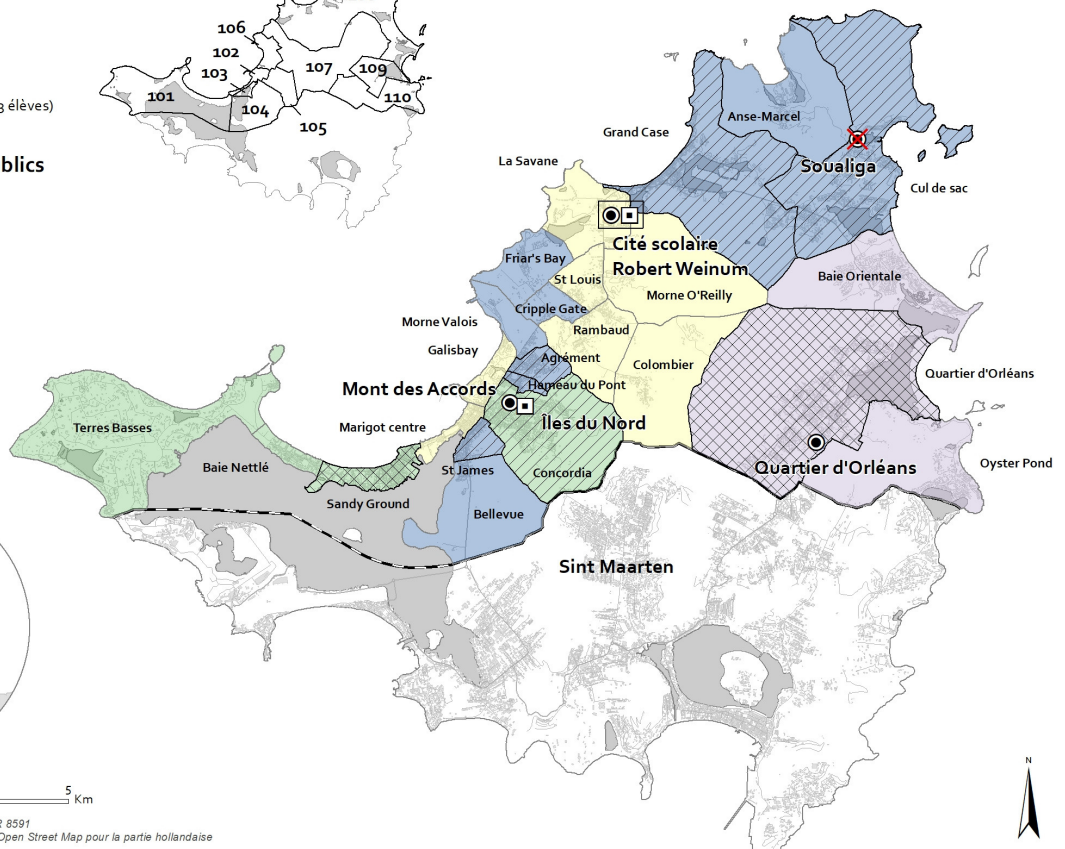 106
102
103
107
109
101
104
110
105
3 élèves)
blics
Anse-Marcel
Grand Case
La Savane
Soualiga
Cul de sac
Cité scolaire
Robert Weinum
Friar's Bay
St Louis
Baie Orientale
Morne O'Reilly
Cripple Gate
Morne Valois
Rambaud
Galisbay
Agrément
Colombier
Quartier d'Orléans
Hameau du Pont
Mont des Accords
Îles du Nord
Terres Basses
Marigot centre
Baie Nettlé
St James
Concordia
Quartier d'Orléans
Oyster Pond
Sandy Ground
Bellevue
Sint Maarten
N
5
Km
8591
Open Street Map pour la partie hollandaise